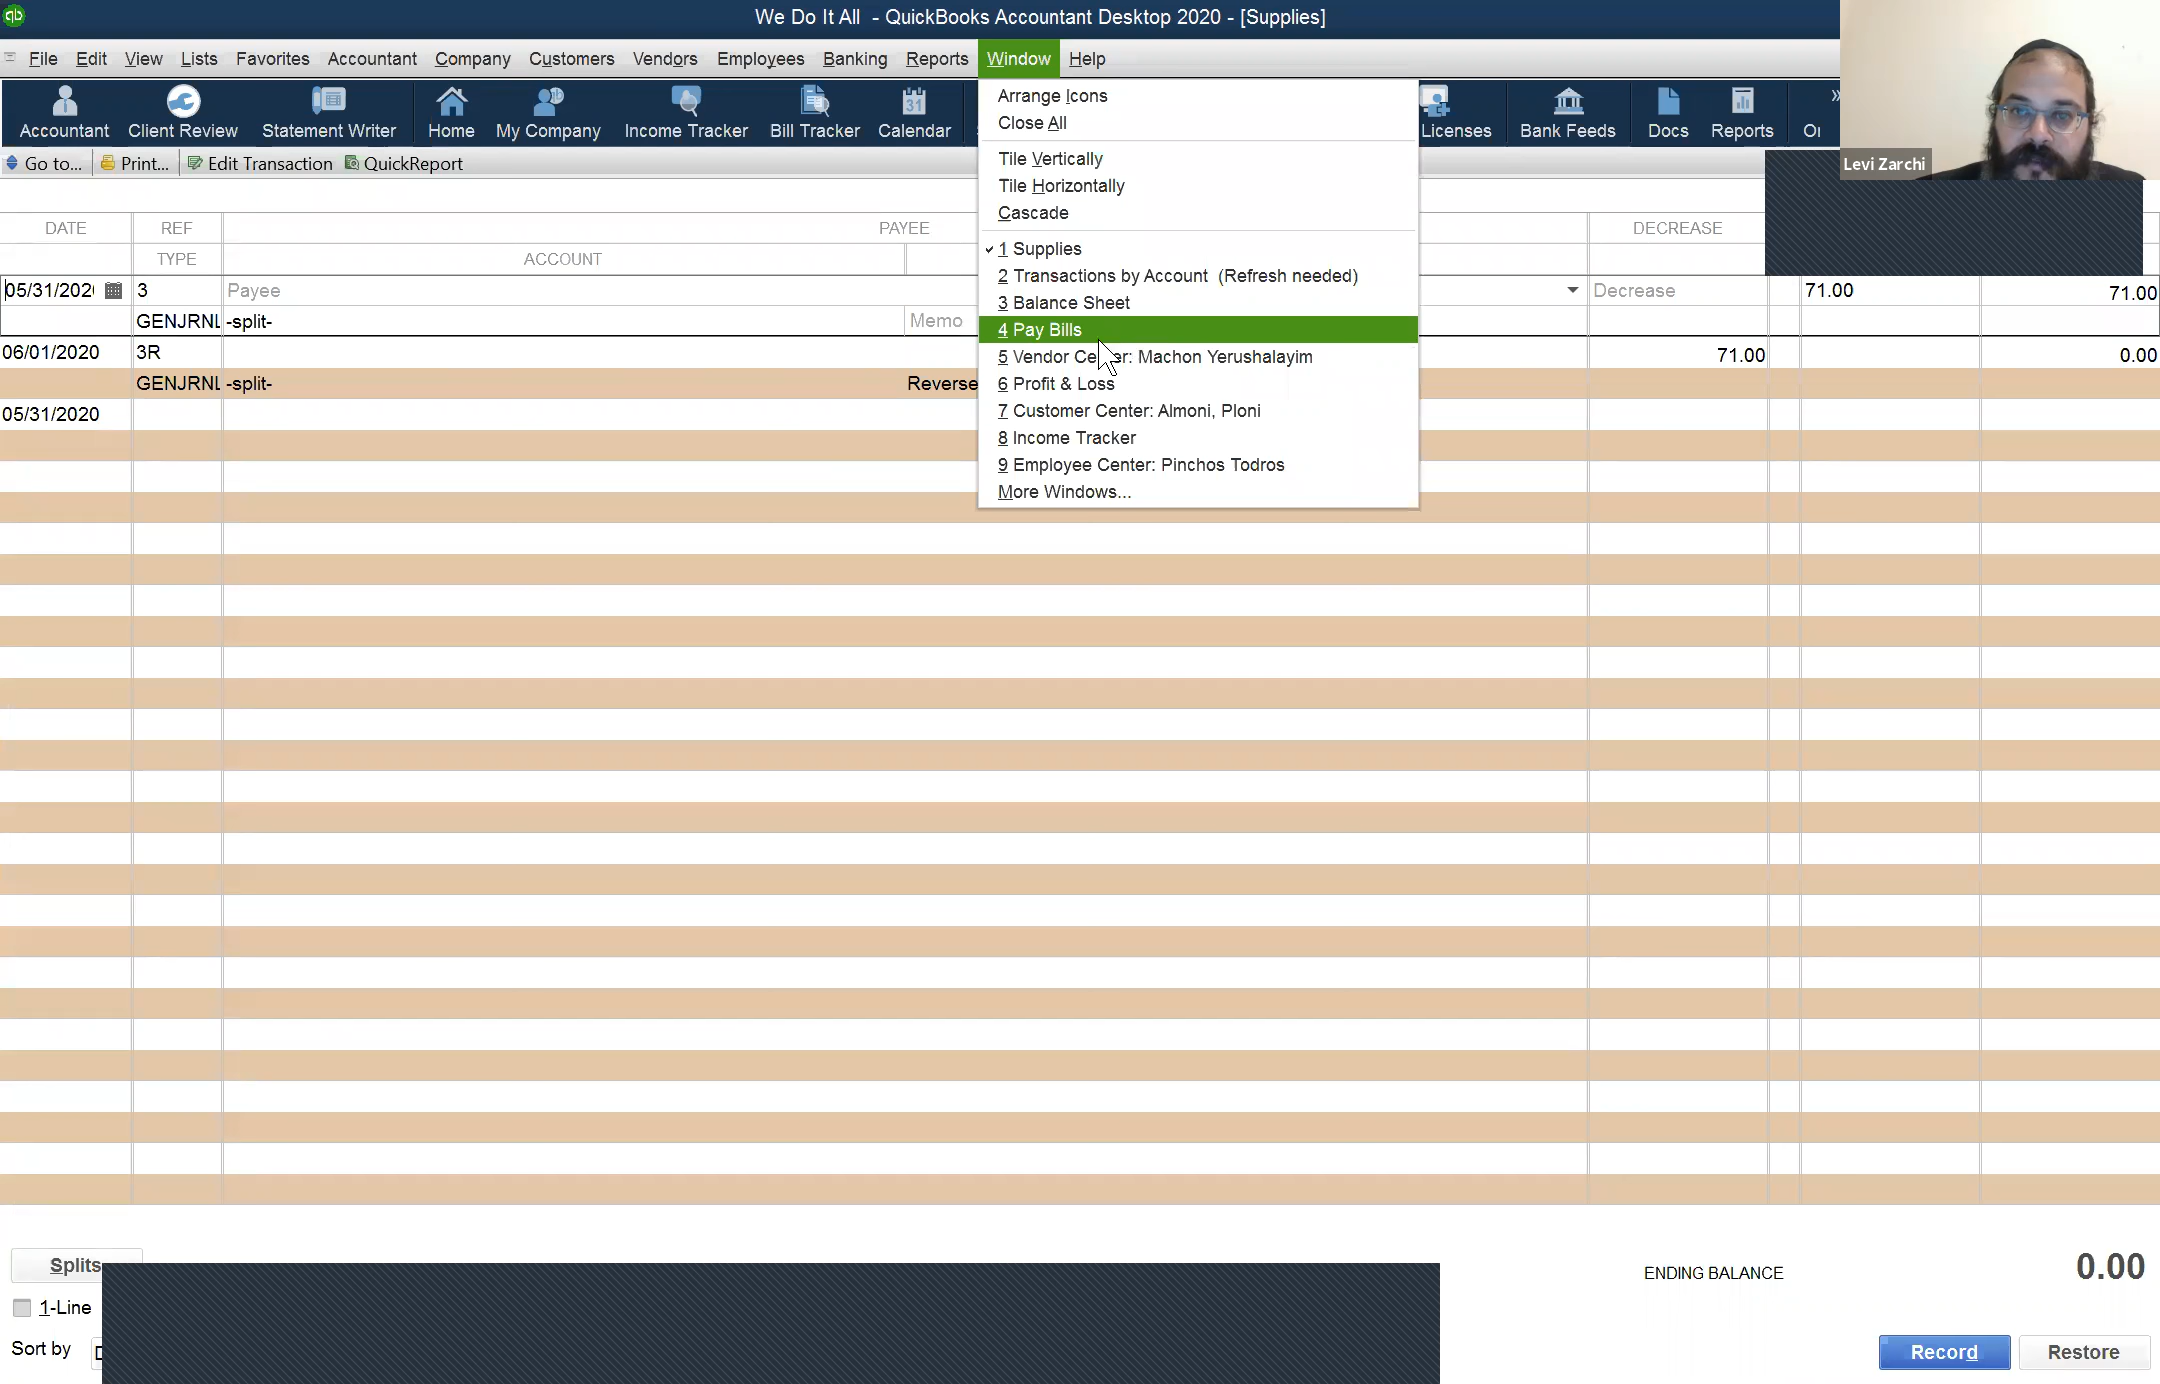 We Do It All - QuickBooks Accountant Desktop 2020 - [Supplies]
File Edit View Lists Favorites Accountant Company Customers Vendors Employees Banking Reports Window Help
Accountant Client Review Statement Writer Home My Company Income Tracker Bill Tracker Calendar Licenses Bank Feeds Docs Reports
Levi Zarchi
Go to... Print... Edit Transaction QuickReport
Arrange Icons
Close All
Tile Vertically
Tile Horizontally
Cascade
1 Supplies
2 Transactions by Account (Refresh needed)
3 Balance Sheet
4 Pay Bills
5 Vendor Center: Machon Yerushalayim
6 Profit & Loss
7 Customer Center: Almoni, Ploni
8 Income Tracker
9 Employee Center: Pinchos Todros
More Windows...
DATE REF PAYEE DECREASE
TYPE ACCOUNT
05/31/202 3 Payee Decrease 71.00 71.00
GENJRNL -split- Memo
06/01/2020 3R 71.00 0.00
GENJRNL -split- Reverse
05/31/2020
Splits
ENDING BALANCE 0.00
1-Line
Sort by
Record Restore